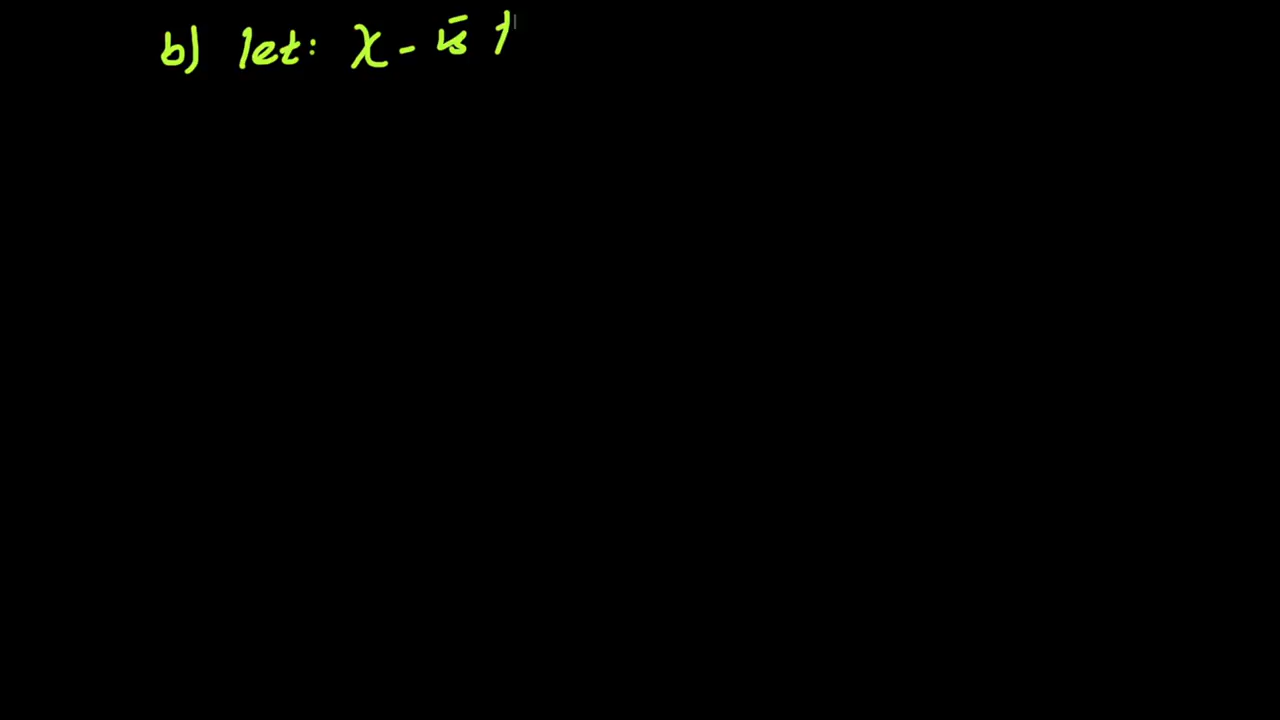 b) let: x - is